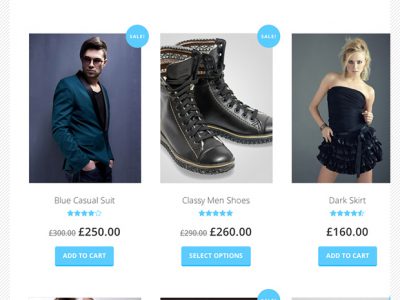 SALE!
SALE!
Blue Casual Suit
Classy Men Shoes
Dark Skirt
£300.00 £250.00
£290.00 £260.00
£160.00
ADD TO CART
SELECT OPTIONS
ADD TO CART